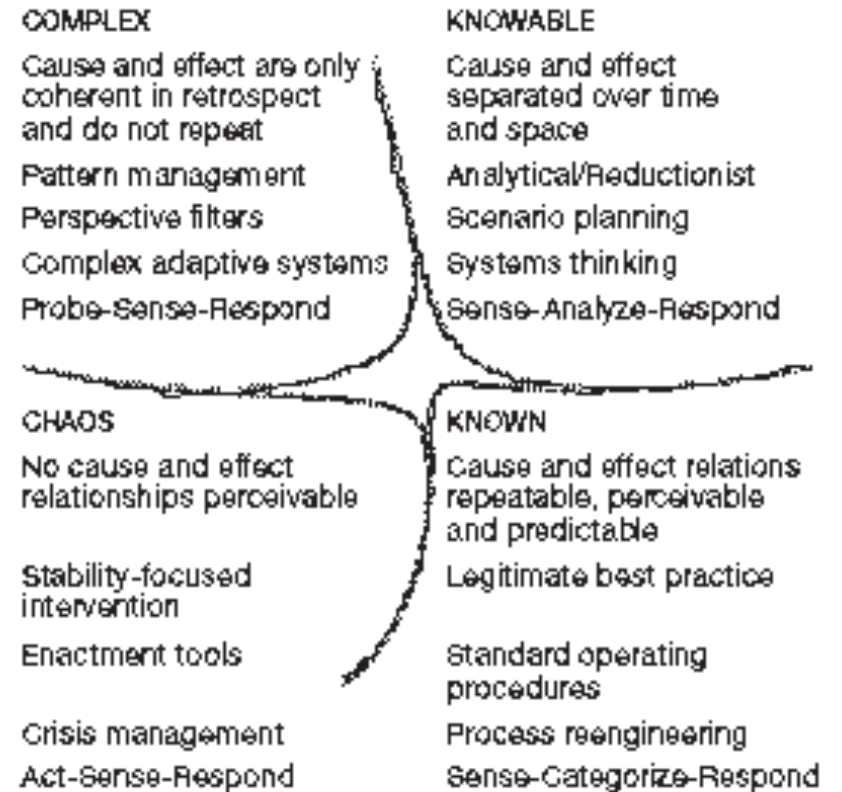 COMPLEX
Cause and effect are only
coherent in retrospect
and do not repeat
Pattern management
Perspective filters
Complex adaptive systems
Probe-Sense-Respond
KNOWABLE
Cause and effect
separated over time
and space
Analytical/Reductionist
Scenario planning
Systems thinking
Sense-Analyze-Respond
CHAOS
No cause and effect
relationships perceivable
Stability-focused
intervention
Enactment tools
Crisis management
Act-Sense-Respond
KNOWN
Cause and effect relations
repeatable, perceivable
and predictable
Legitimate best practice
Standard operating
procedures
Process reengineering
Sense-Categorize-Respond